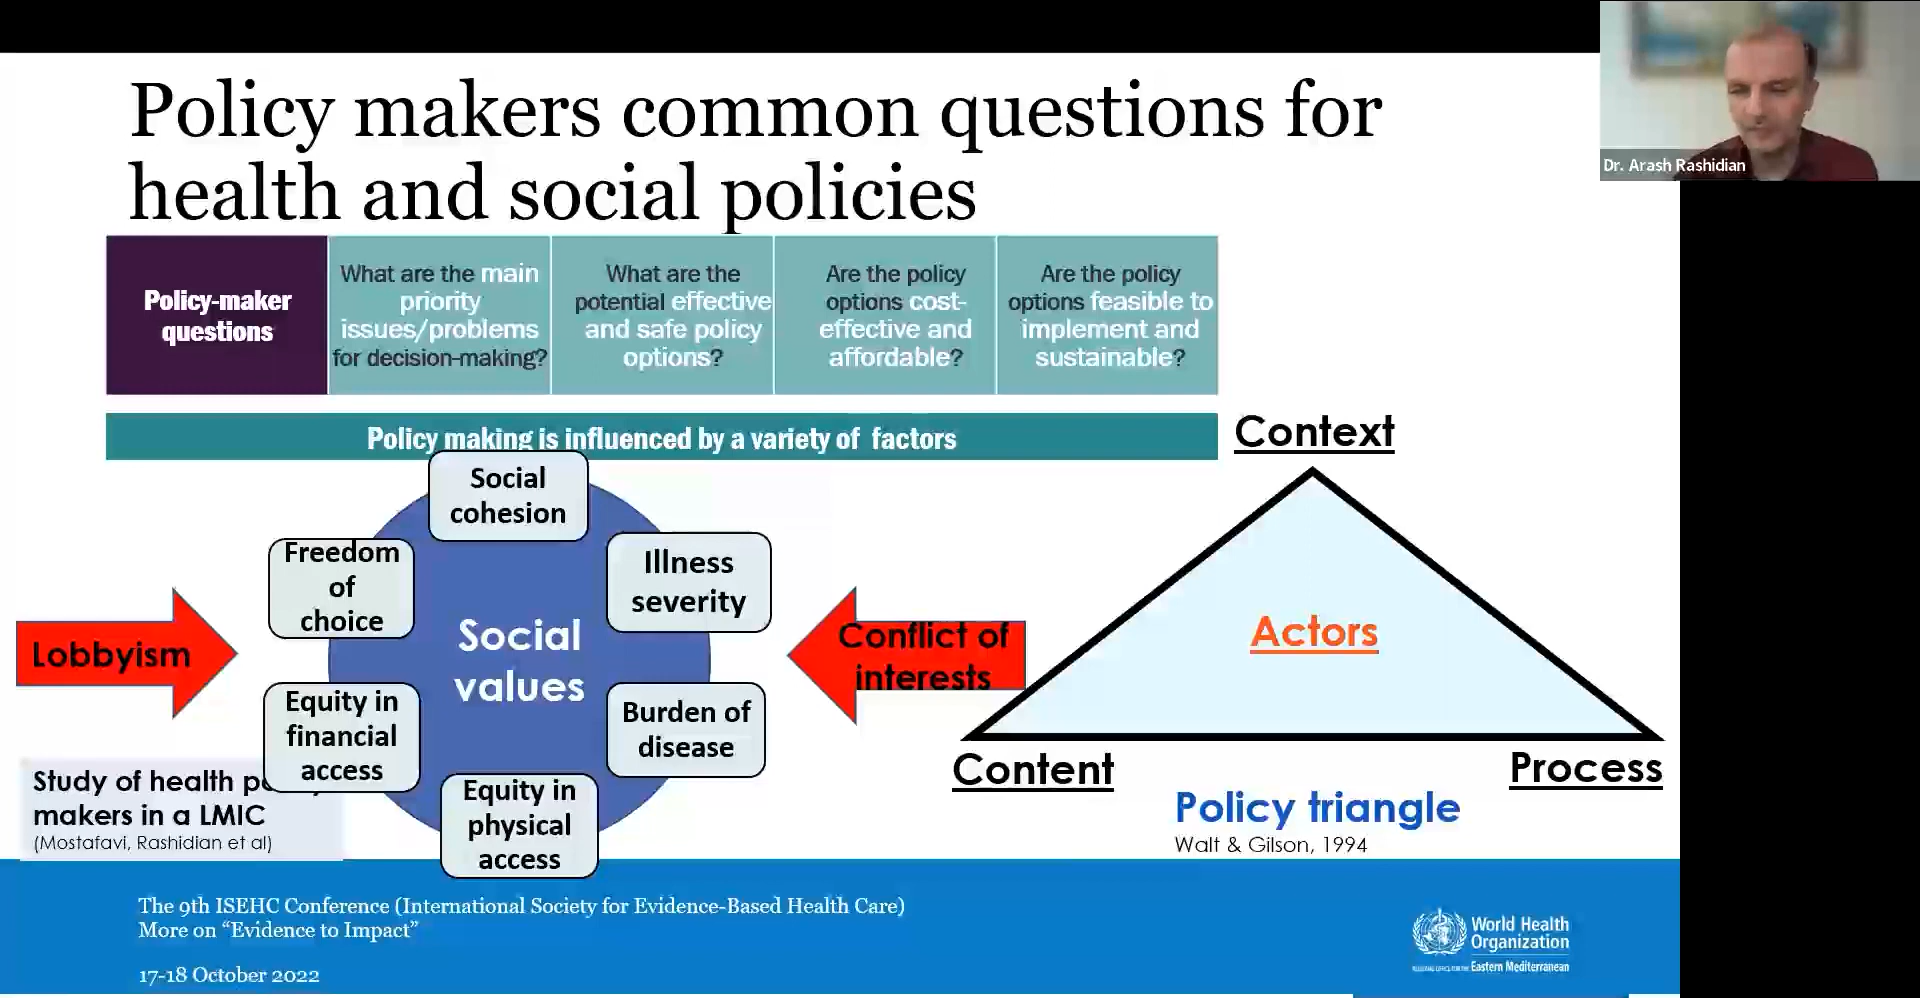 Policy makers common questions for
health and social policies
Dr. Arash Rashidian
Policy-maker
questions
What are the main
priority
issues/problems
for decision-making?
What are the
potential effective
and safe policy
options?
Are the policy
options cost-
effective and
affordable?
Are the policy
options feasible to
implement and
sustainable?
Policy making is influenced by a variety of factors
Social
cohesion
Freedom
of
choice
Illness
severity
Social
values
Lobbyism
Conflict of
interests
Equity in
financial
access
Burden of
disease
Equity in
physical
access
Study of health
makers in a LMIC
(Mostafavi, Rashidian et al)
Context
Actors
Content
Process
Policy triangle
Walt & Gilson, 1994
The 9th ISEHC Conference (International Society for Evidence-Based Health Care)
More on “Evidence to Impact”
17-18 October 2022
World Health
Organization
REGIONAL OFFICE FOR THE Eastern Mediterranean